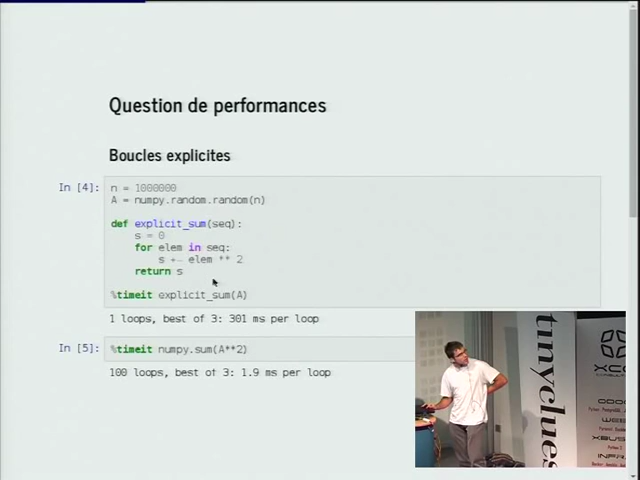 Question de performances
Boucles explicites
In [4]:
n = 1000000
A = numpy.random.random(n)
def explicit_sum(seq):
s = 0
for elem in seq:
s += elem ** 2
return s
%timeit explicit_sum(A)
1 loops, best of 3: 301 ms per loop
In [5]:
%timeit numpy.sum(A**2)
100 loops, best of 3: 1.9 ms per loop
tinyclues